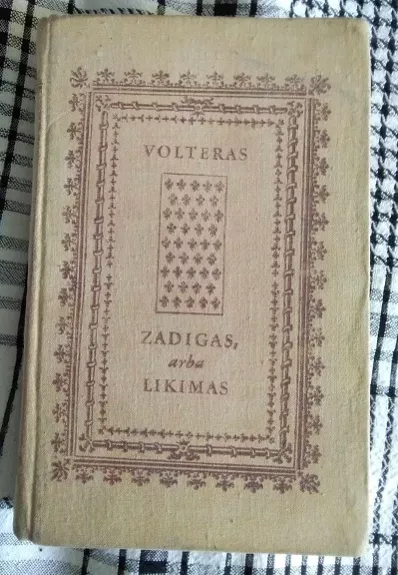 VOLTERAS
ZADIGAS,
arba
LIKIMAS